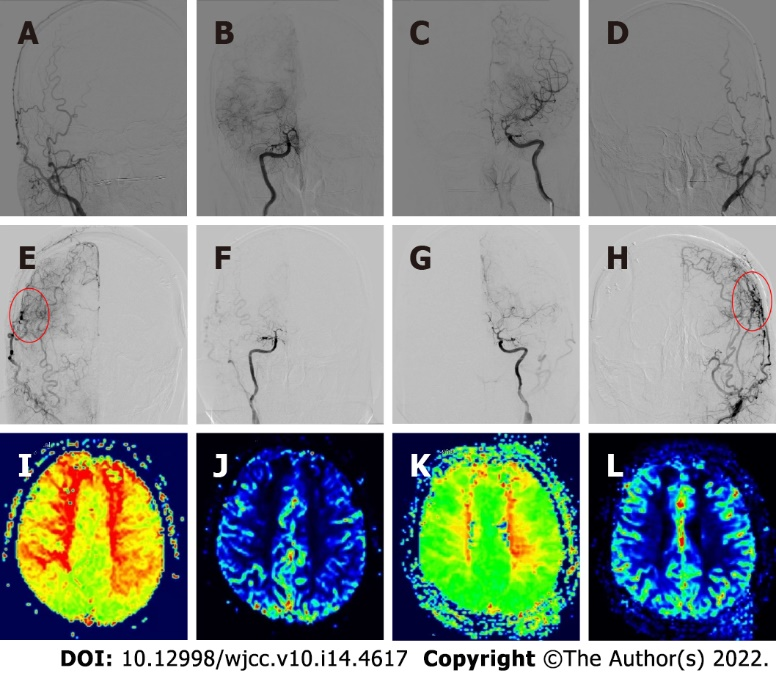 A B C D
E F G H
I J K L
DOI: 10.12998/wjcc.v10.i14.4617 Copyright ©The Author(s) 2022.